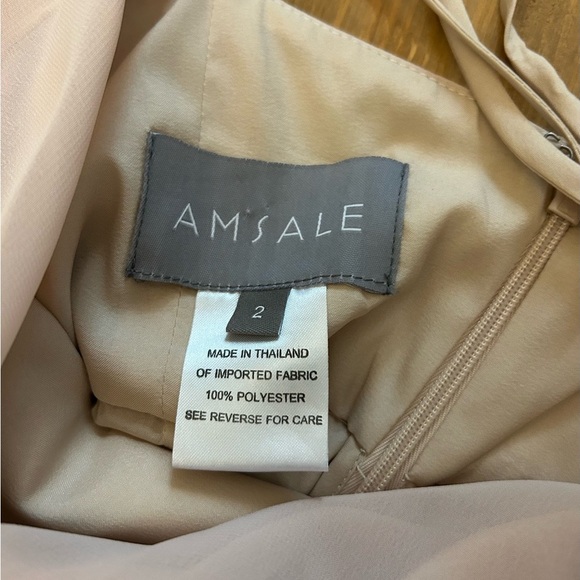 AMSALE
2
MADE IN THAILAND
OF IMPORTED FABRIC
100% POLYESTER
SEE REVERSE FOR CARE